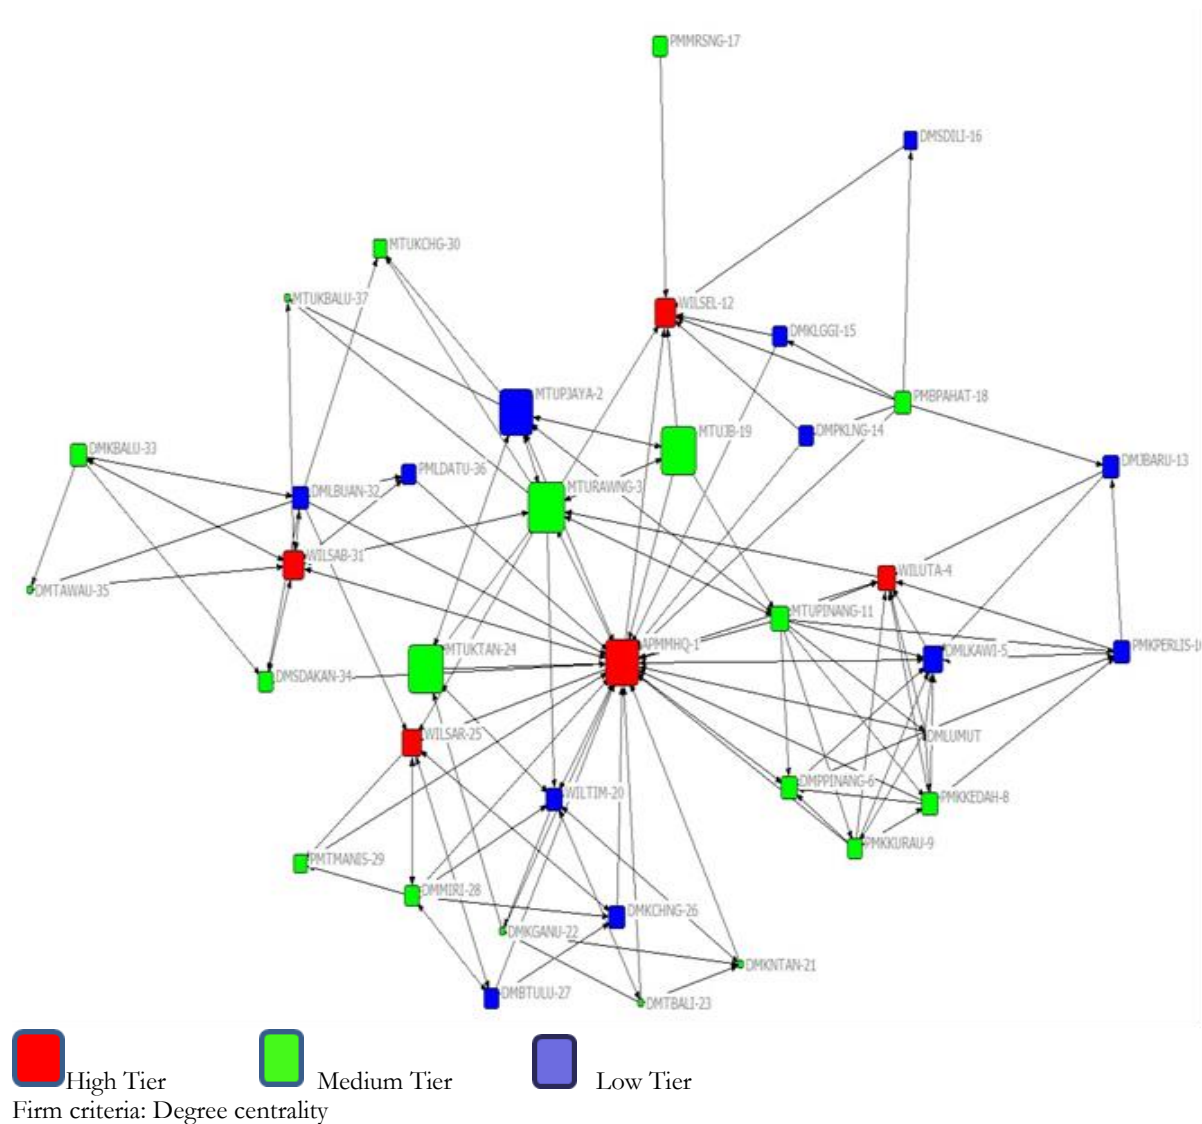 PMMRSNG-17
DMSDILI-16
MTUKCHG-30
MTUKBALU-37
WILSEL-12
DMKLGGI-15
MTUPJAYA-2
PMBPAHAT-18
MTUJB-19
DMPKLNG-14
DMKBALU-33
DMJBARU-13
PMLDATU-36
DMLBUAN-32
MTURAWNG-3
WILSAB-31
WILUTA-4
DMTAWAU-35
MTUPINANG-11
APMMHQ-1
MTUKTAN-24
DMLKAWI-5
PMKPERLIS-10
DMSDAKAN-34
WILSAR-25
DMLUMUT
DMPPINANG-6
WILTIM-20
PMKKEDAH-8
PMKKURAU-9
PMTMANIS-29
DMMIRI-28
DMKCHNG-26
DMKGANU-22
DMKNTAN-21
DMBTULU-27
DMTBALI-23
High Tier Medium Tier Low Tier
Firm criteria: Degree centrality